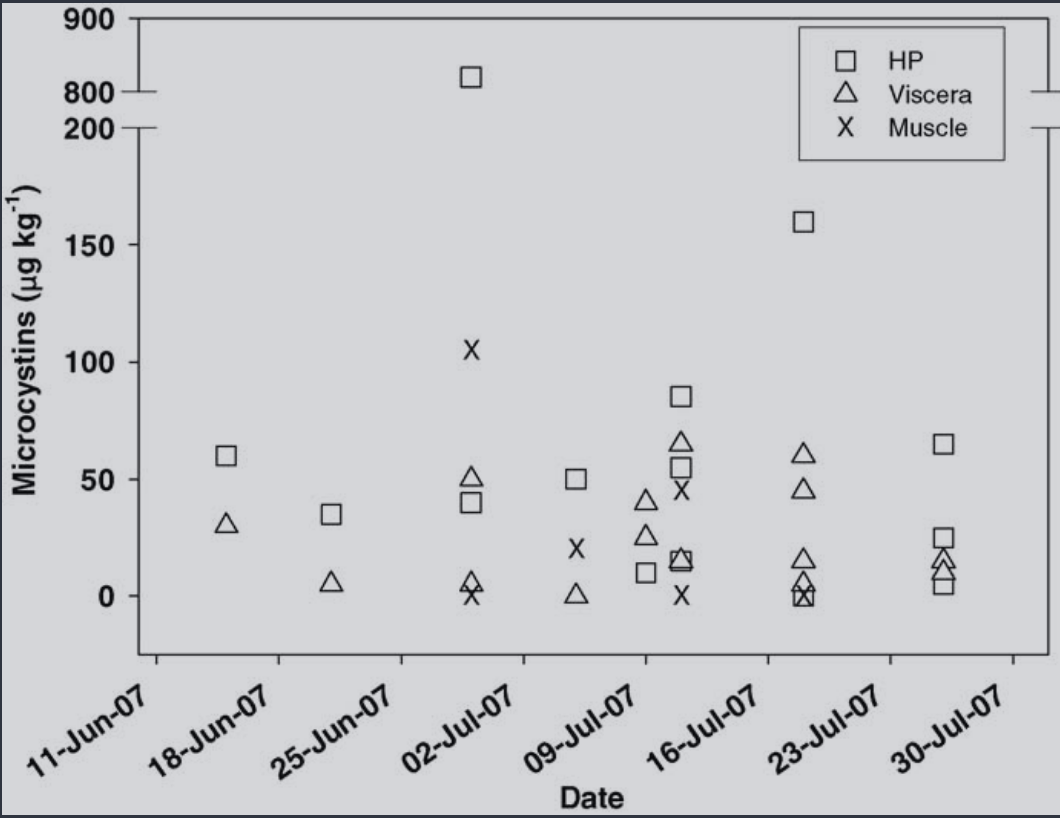 900
800
200
150
100
50
0
Microcystins (µg kg⁻¹)
HP
Viscera
Muscle
11-Jun-07
18-Jun-07
25-Jun-07
02-Jul-07
09-Jul-07
16-Jul-07
23-Jul-07
30-Jul-07
Date